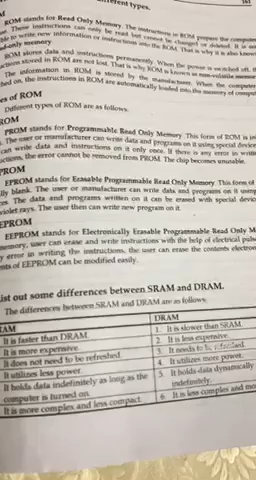 fferent types.
ROM stands for Read Only Memory. The instructions in ROM prepare the computer
These instructions can only be read but cannot be changed or deleted. It is not
to write new information or instructions into the ROM. That is why it is also known
d-only memory.
ROM stores data and instructions permanently. When the power is switched off, the
ctions stored in ROM are not lost. That is why ROM is known as non-volatile memory
The information in ROM is stored by the manufacturer. When the computer
ed on, the instructions in ROM are automatically loaded into the memory of comput
es of ROM
Different types of ROM are as follows:
ROM
PROM stands for Programmable Read Only Memory. This form of ROM is in
The user or manufacturer can write data and programs on it using special device
can write data and instructions on it only once. If there is any error in writin
uctions, the error cannot be removed from PROM. The chip becomes unusable.
PROM
EPROM stands for Erasable Programmable Read Only Memory. This form of
lly blank. The user or manufacturer can write data and programs on it using
ces. The data and programs written on it can be erased with special device
violet rays. The user then can write new program on it.
EPROM
EEPROM stands for Electrically Erasable Programmable Read Only M
memory, user can erase and write instructions with the help of electrical pulse
y error in writing the instructions, the user can erase the contents electron
nts of EEPROM can be modified easily.
ist out some differences between SRAM and DRAM.
The differences between SRAM and DRAM are as follows:
RAM DRAM
It is faster than DRAM. 1. It is slower than SRAM.
It is more expensive. 2. It is less expensive.
It does not need to be refreshed. 3. It needs to be refreshed.
It utilizes less power. 4. It utilizes more power.
It holds data indefinitely as long as the 5. It holds data dynamically
computer is turned on. indefinitely.
It is more complex and less compact. 6. It is less complex and mo